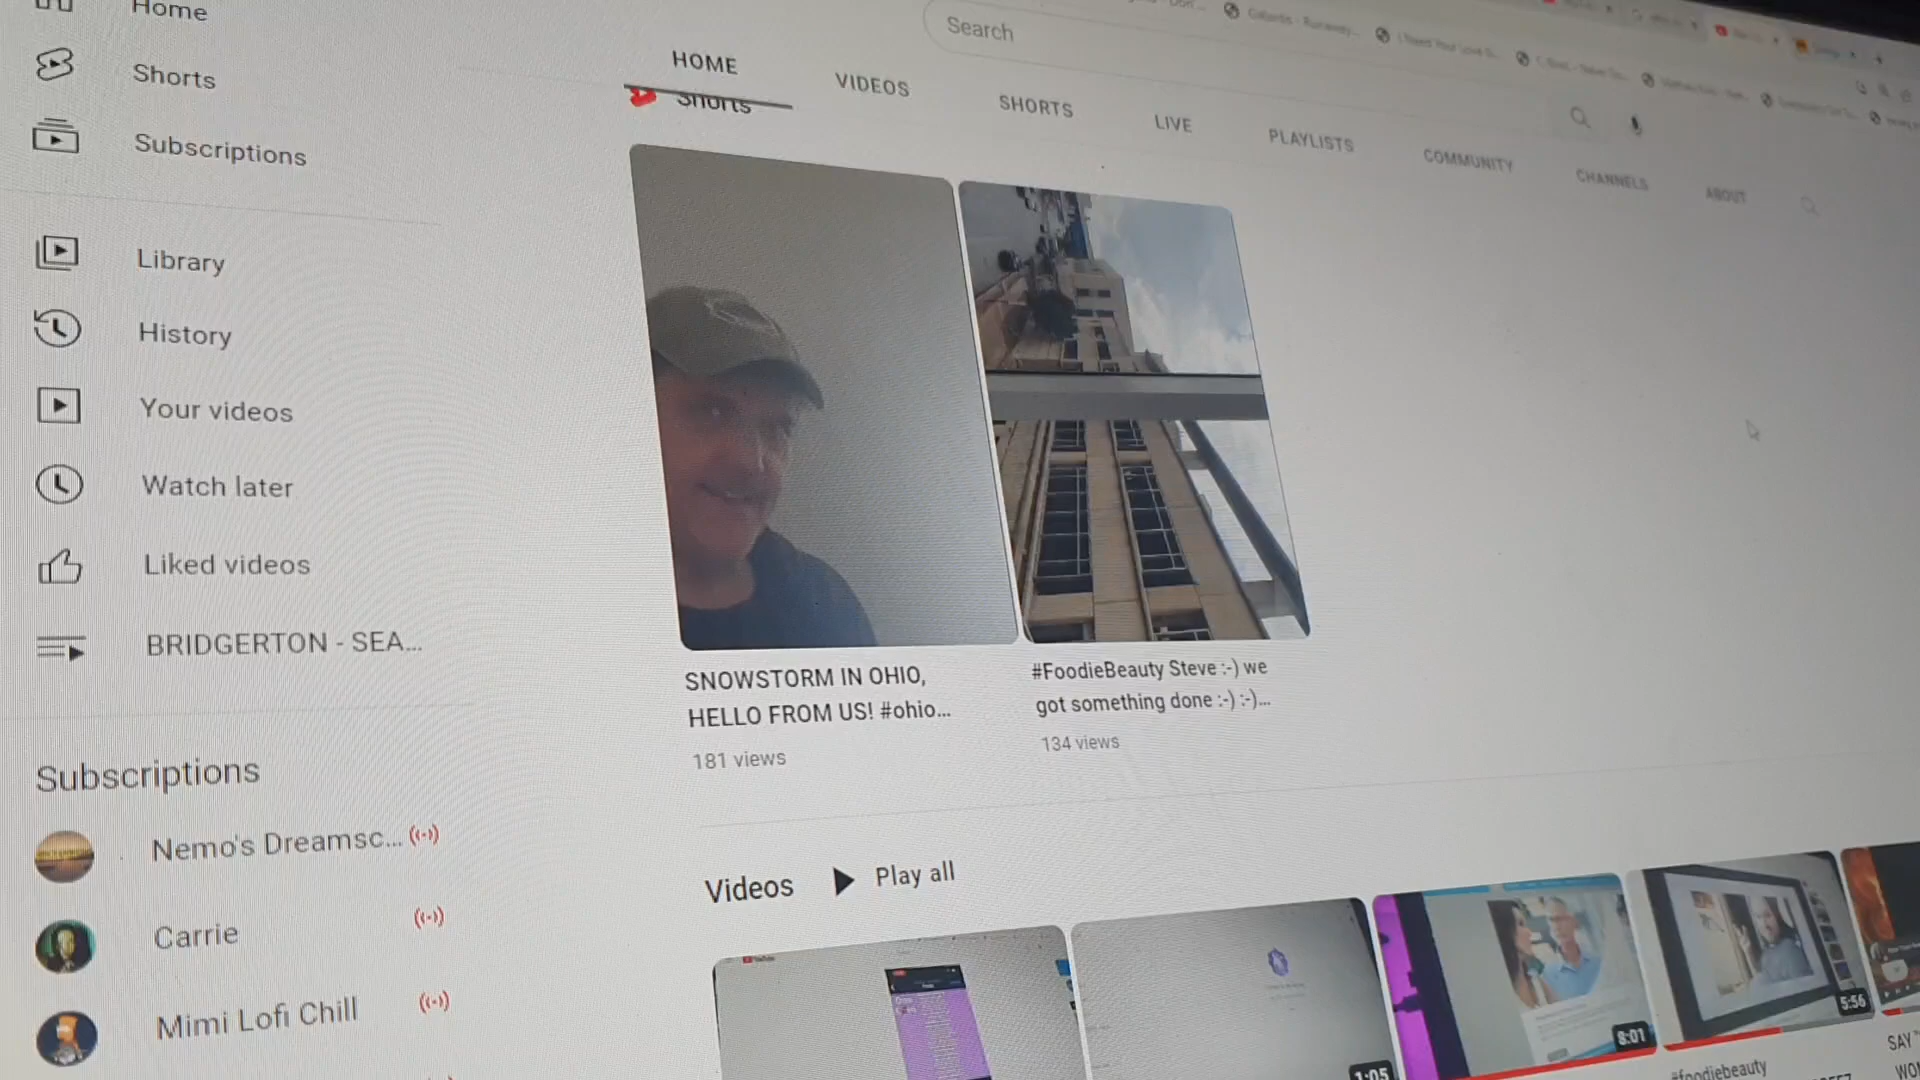 Home
Search
Shorts
Subscriptions
HOME
VIDEOS
SHORTS
LIVE
PLAYLISTS
COMMUNITY
CHANNELS
ABOUT
Shorts
Library
History
Your videos
Watch later
Liked videos
BRIDGERTON - SEA...
SNOWSTORM IN OHIO,
HELLO FROM US! #ohio...
181 views
#FoodieBeauty Steve :-) we
got something done :-) :-)...
134 views
Subscriptions
Nemo's Dreamsc...
Carrie
Mimi Lofi Chill
Videos
Play all
1:05
8:01
5:56
#foodiebeauty
SAY